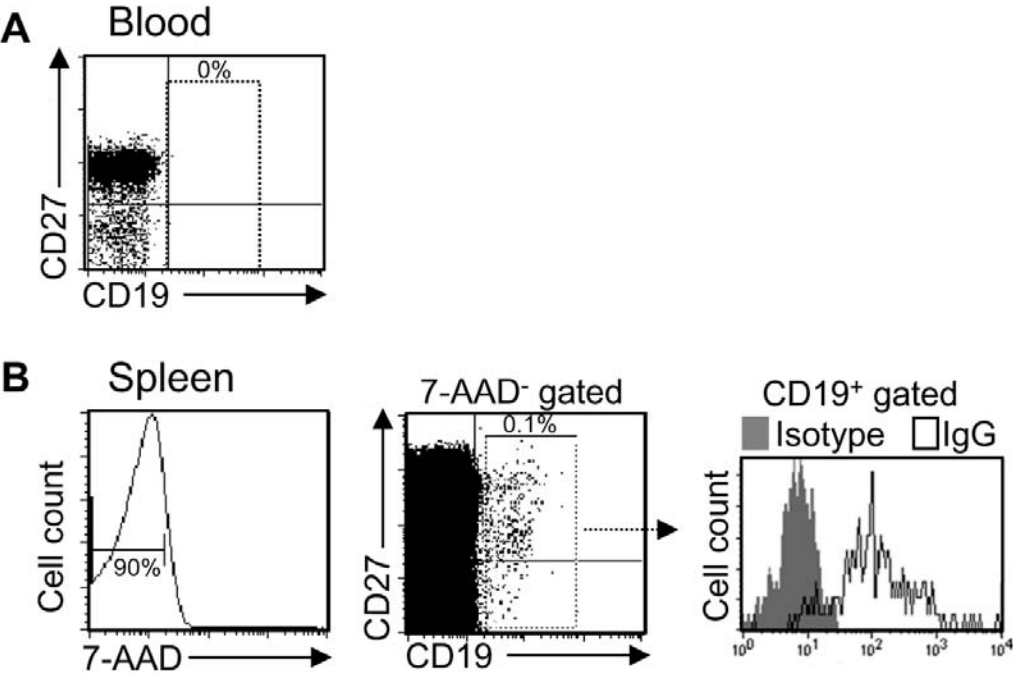 A
Blood
0%
CD27
CD19
B
Spleen
Cell count
90%
7-AAD
7-AAD- gated
0.1%
CD27
CD19
CD19+ gated
Isotype IgG
Cell count
10⁰ 10¹ 10² 10³ 10⁴